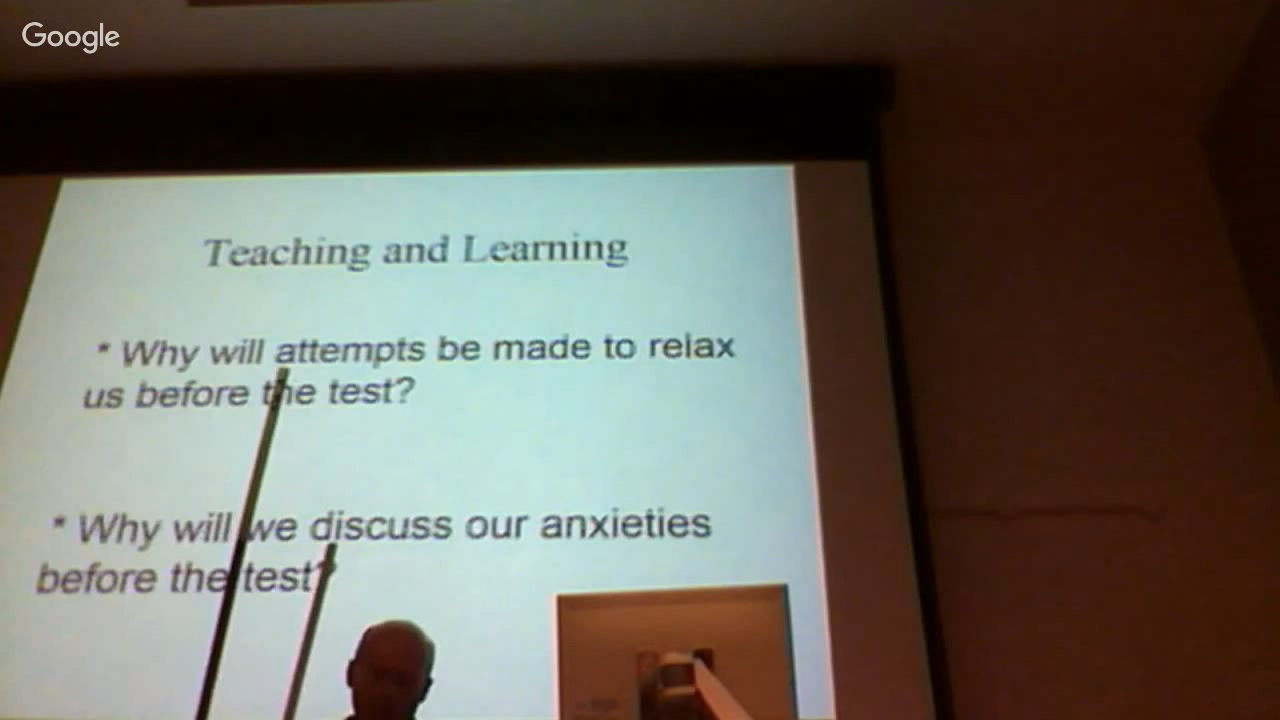 Google
Teaching and Learning
* Why will attempts be made to relax
us before the test?
* Why will we discuss our anxieties
before the test?